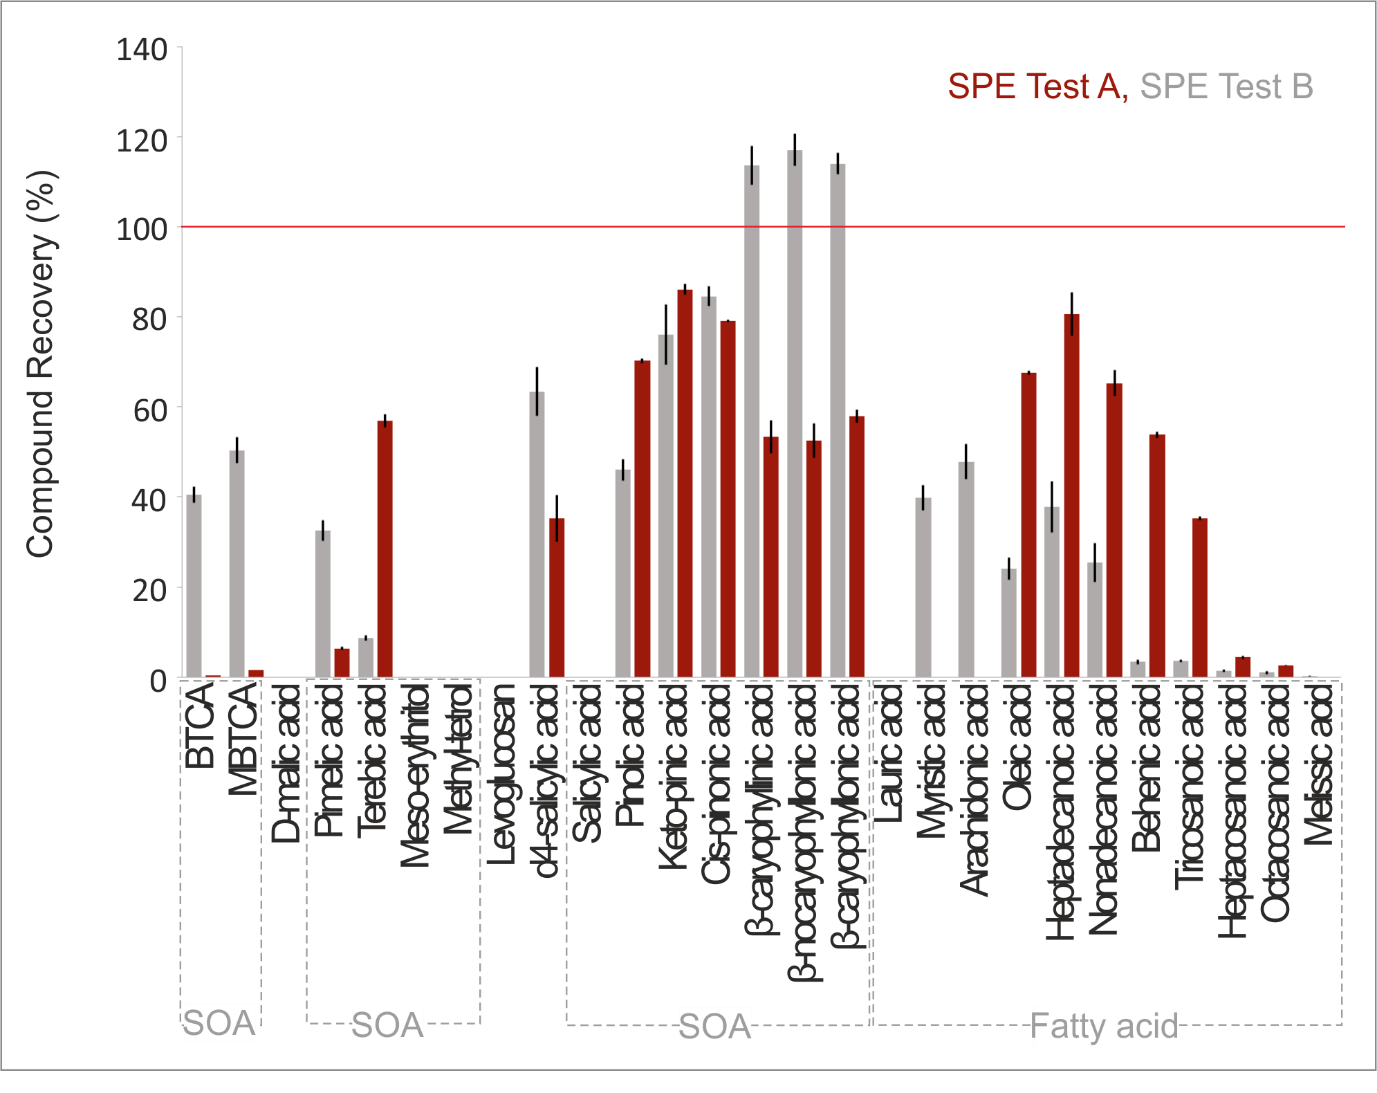 140
120
100
80
60
40
20
0
Compound Recovery (%)
SPE Test A, SPE Test B
BTCA
MBTCA
D-malic acid
Pimelic acid
Terebic acid
Meso-erythritol
Methyl-tetrol
Levoglucosan
d4-salicylic acid
Salicylic acid
Pinolic acid
Keto-pinic acid
Cis-pinonic acid
β-caryophyllinic acid
β-nocaryophyllonic acid
β-caryophyllonic acid
Lauric acid
Myristic acid
Arachidonic acid
Oleic acid
Heptadecanoic acid
Nonadecanoic acid
Behenic acid
Tricosanoic acid
Heptacosanoic acid
Octacosanoic acid
Melissic acid
SOA
SOA
SOA
Fatty acid